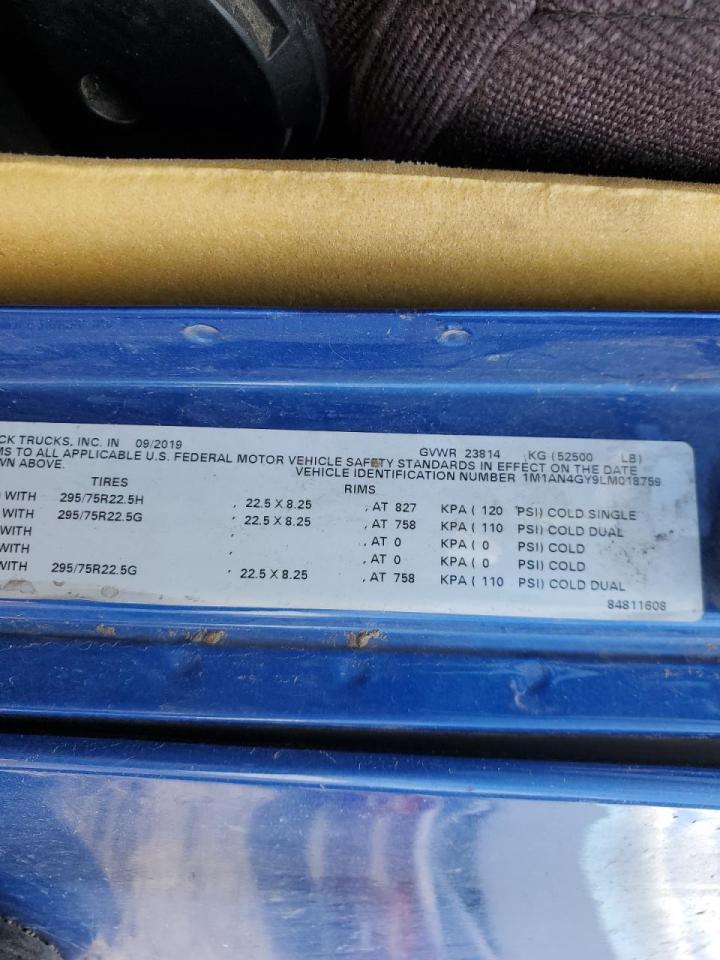 CK TRUCKS, INC. IN 09/2019 GVWR 23814 KG (52500 LB)
MS TO ALL APPLICABLE U.S. FEDERAL MOTOR VEHICLE SAFETY STANDARDS IN EFFECT ON THE DATE
WN ABOVE. VEHICLE IDENTIFICATION NUMBER 1M1AN4GY9LM018759
TIRES RIMS
WITH 295/75R22.5H , 22.5 X 8.25 , AT 827 KPA ( 120 PSI) COLD SINGLE
WITH 295/75R22.5G , 22.5 X 8.25 , AT 758 KPA ( 110 PSI) COLD DUAL
WITH , , AT 0 KPA ( 0 PSI) COLD
WITH , , AT 0 KPA ( 0 PSI) COLD
WITH 295/75R22.5G , 22.5 X 8.25 , AT 758 KPA ( 110 PSI) COLD DUAL
84811608